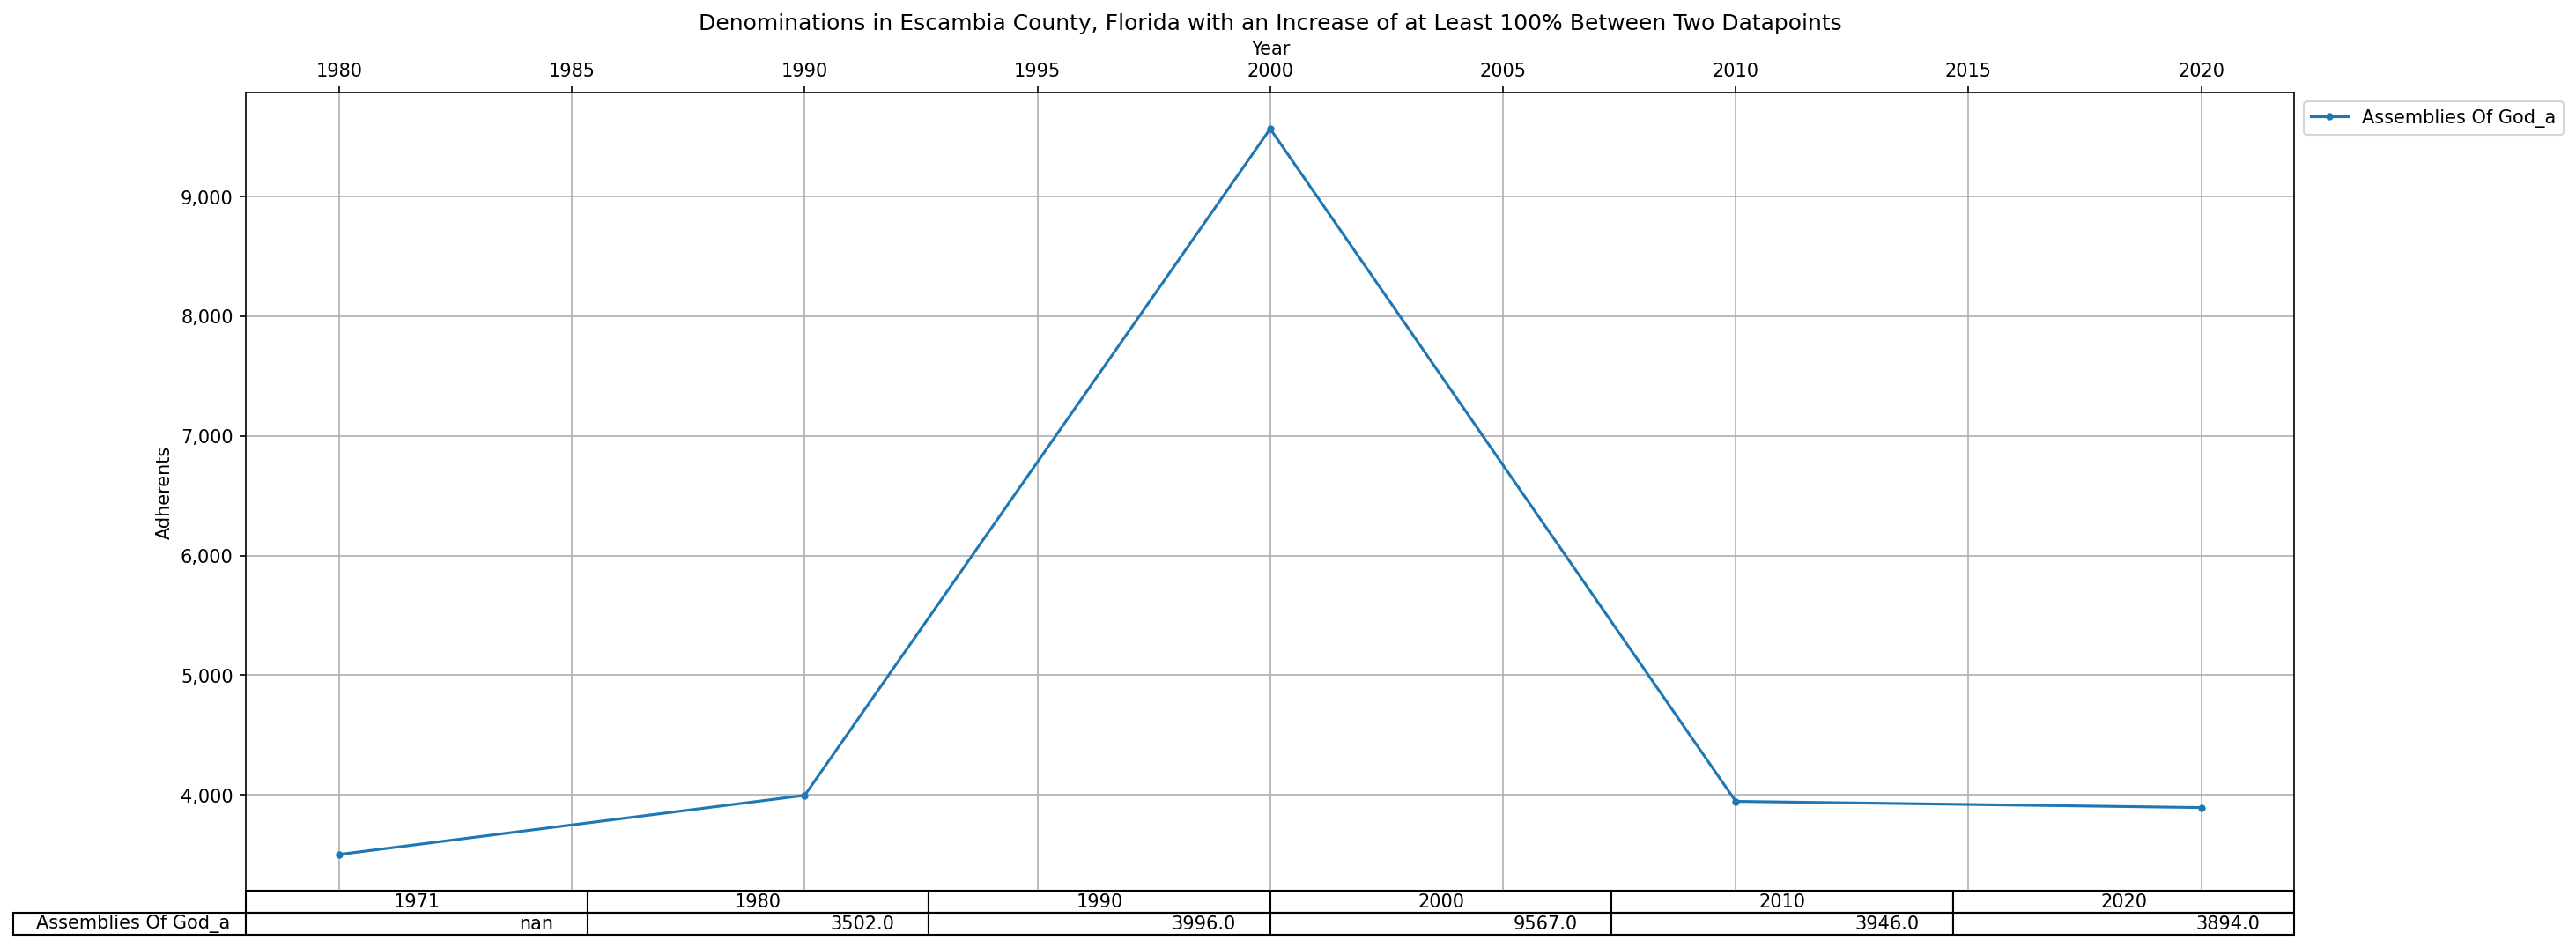 Denominations in Escambia County, Florida with an Increase of at Least 100% Between Two Datapoints
Year
1980 1985 1990 1995 2000 2005 2010 2015 2020
Assemblies Of God_a
9,000
8,000
7,000
Adherents
6,000
5,000
4,000
1971 1980 1990 2000 2010 2020
Assemblies Of God_a nan 3502.0 3996.0 9567.0 3946.0 3894.0